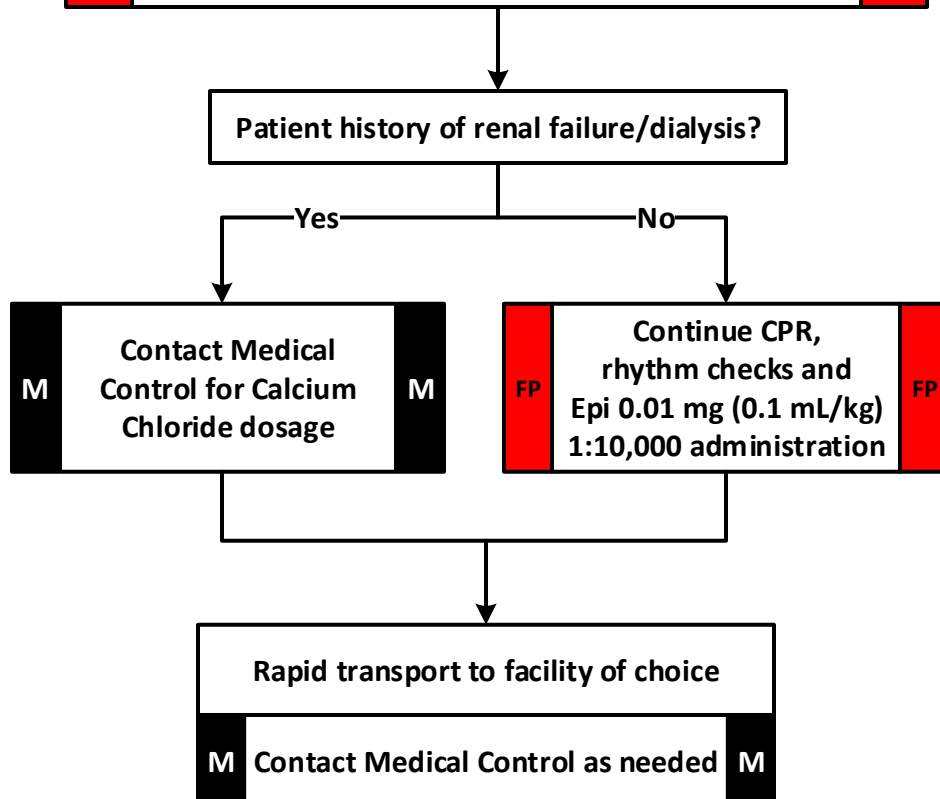 Patient history of renal failure/dialysis?
Yes
No
M
Contact Medical
Control for Calcium
Chloride dosage
M
FP
Continue CPR,
rhythm checks and
Epi 0.01 mg (0.1 mL/kg)
1:10,000 administration
FP
Rapid transport to facility of choice
M
Contact Medical Control as needed
M